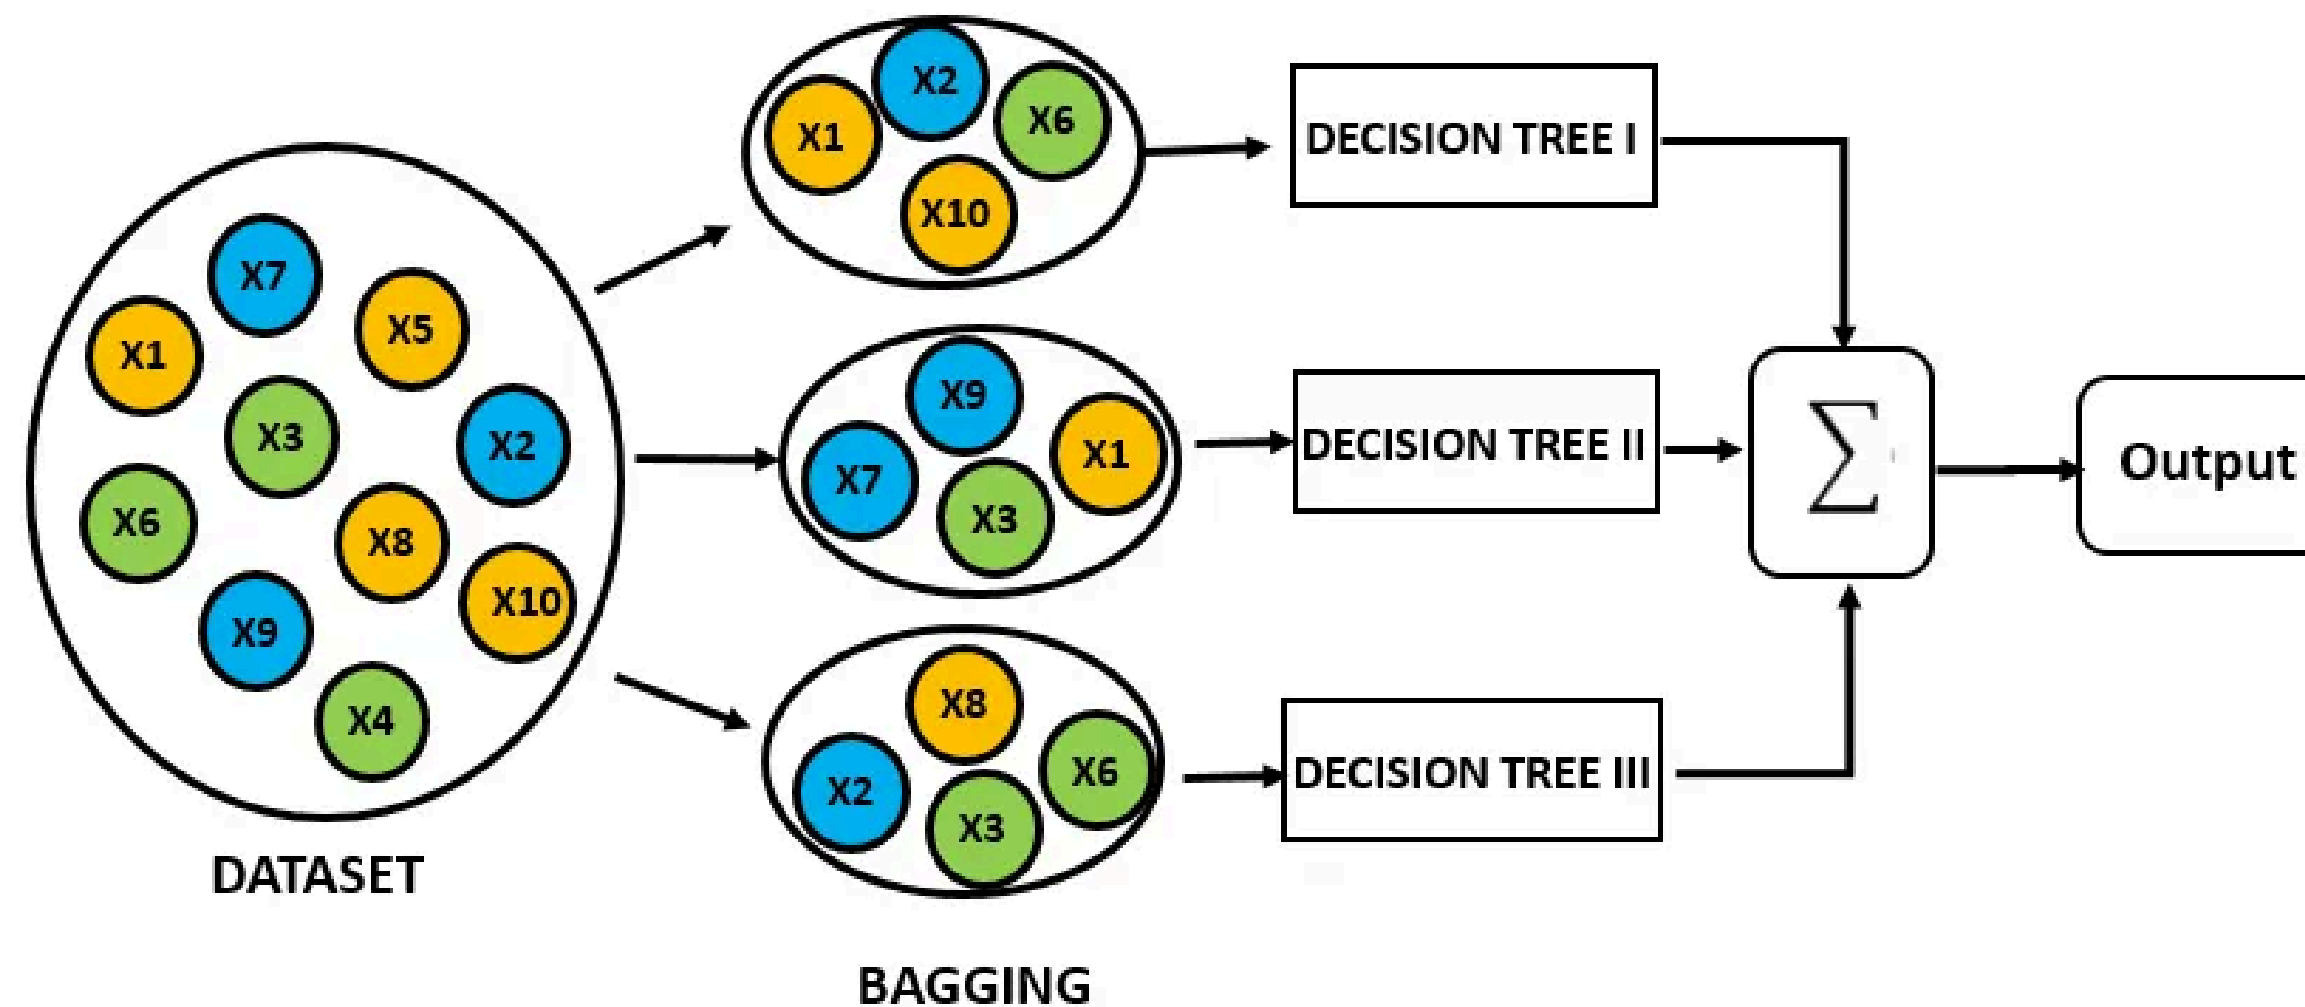 X7
X5
X1
X3
X2
X6
X8
X10
X9
X4
DATASET
X2
X1
X6
X10
X9
X1
X7
X3
X8
X6
X2
X3
BAGGING
DECISION TREE I
DECISION TREE II
DECISION TREE III
∑
Output